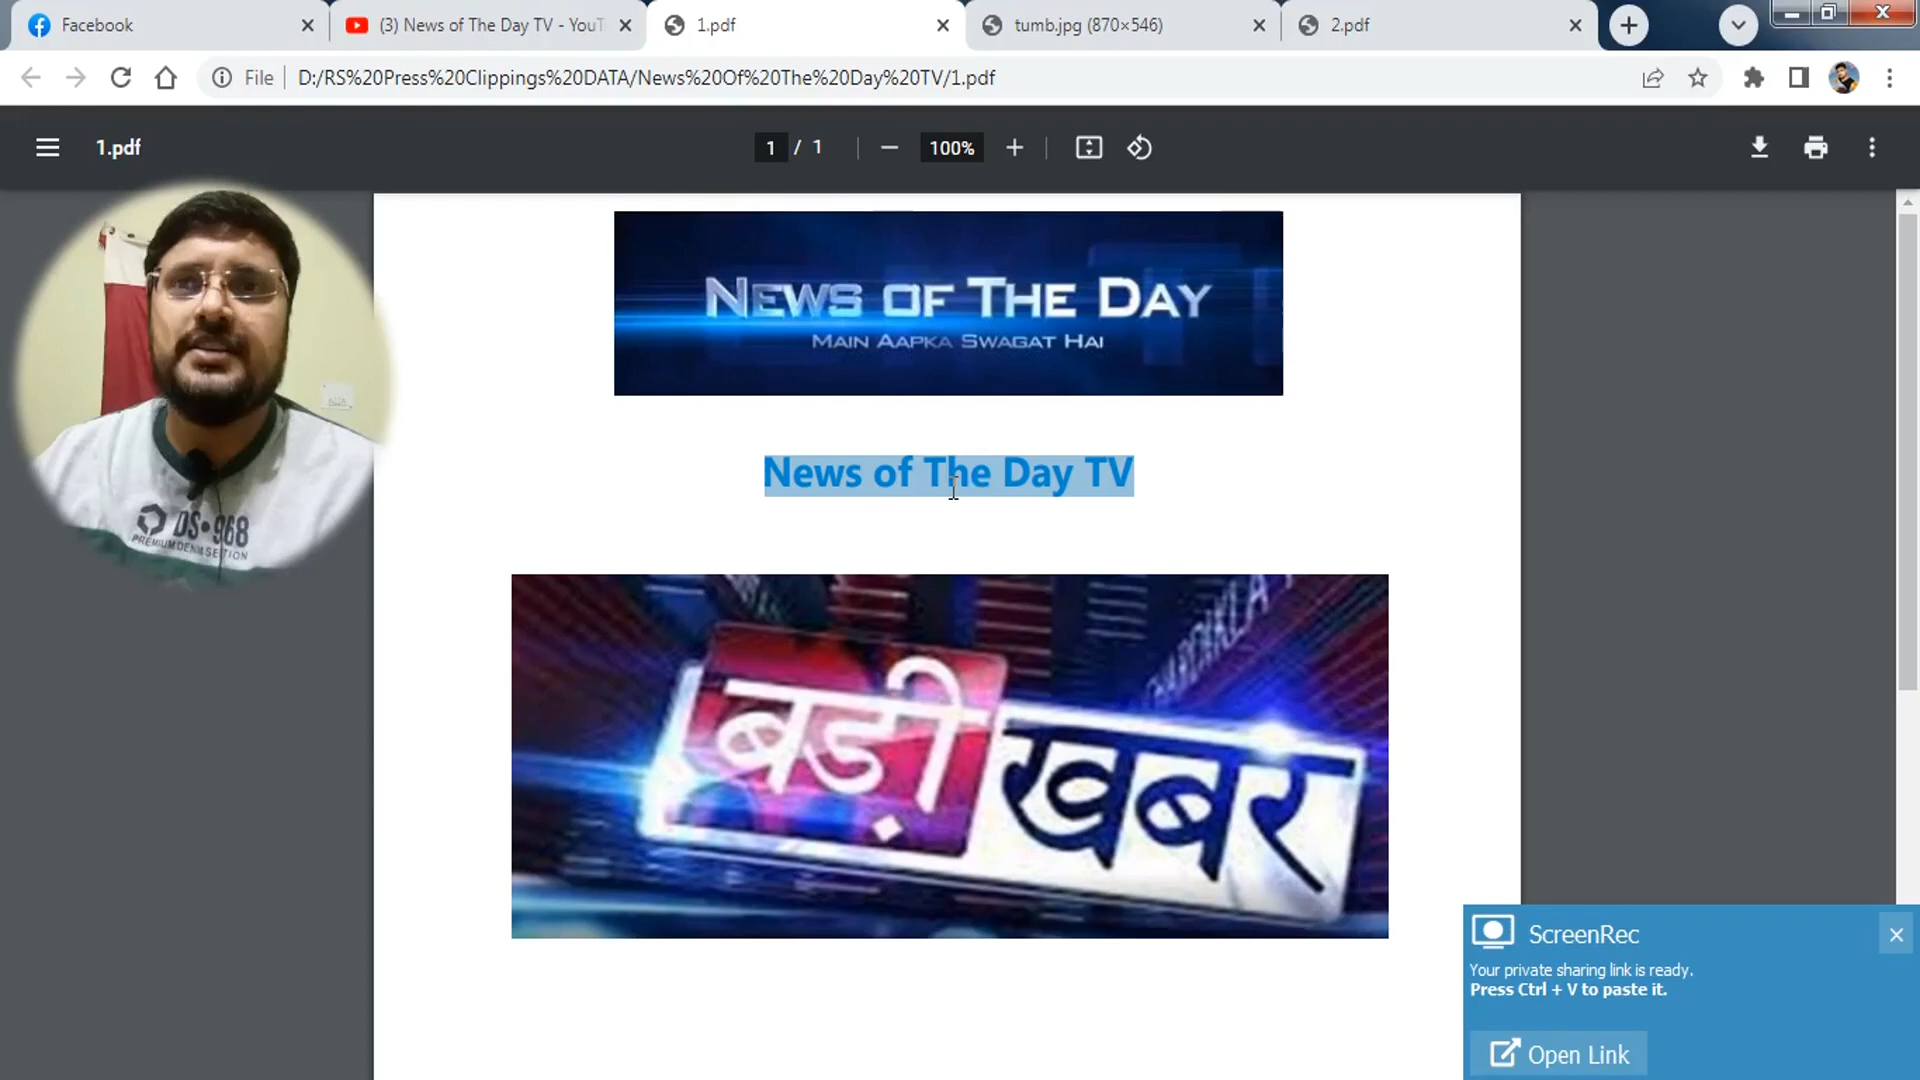 Facebook
(3) News of The Day TV - YouT
1.pdf
tumb.jpg (870×546)
2.pdf
File
D:/RS%20Press%20Clippings%20DATA/News%20Of%20The%20Day%20TV/1.pdf
1.pdf
1 / 1
100%
NEWS OF THE DAY
MAIN AAPKA SWAGAT HAI
DS•968
News of The Day TV
CHARDIKLA
बड़ी खबर
ScreenRec
Your private sharing link is ready.
Press Ctrl + V to paste it.
Open Link